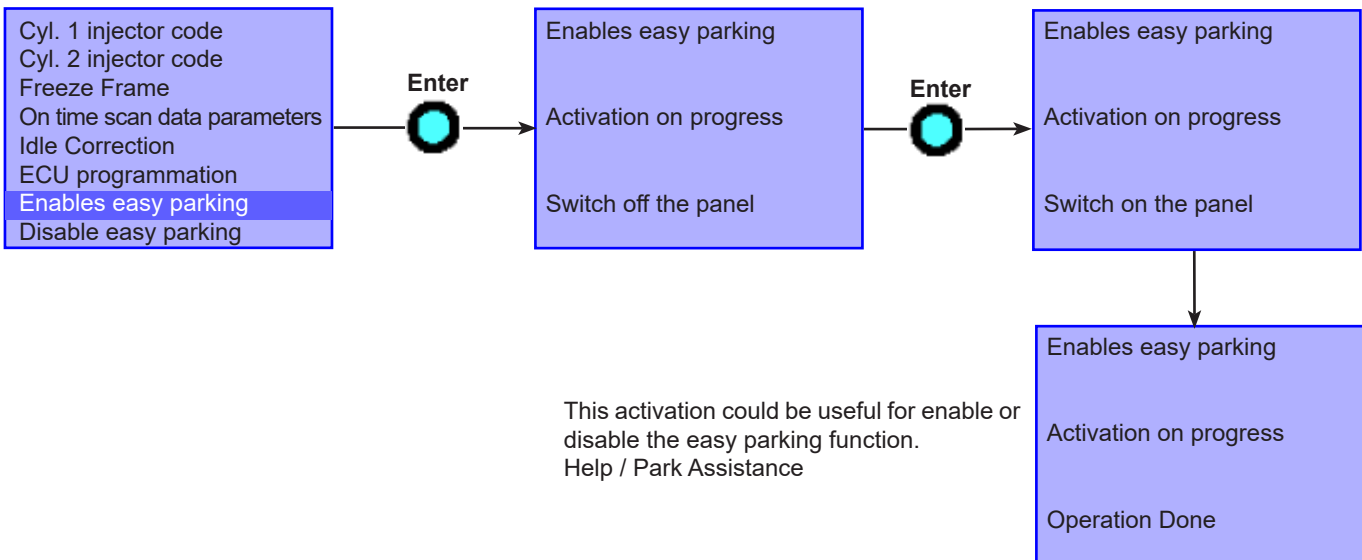 Cyl. 1 injector code
Cyl. 2 injector code
Freeze Frame
On time scan data parameters
Idle Correction
ECU programmation
Enables easy parking
Disable easy parking
Enter
Enables easy parking
Activation on progress
Switch off the panel
Enter
Enables easy parking
Activation on progress
Switch on the panel
This activation could be useful for enable or
disable the easy parking function.
Help / Park Assistance
Enables easy parking
Activation on progress
Operation Done